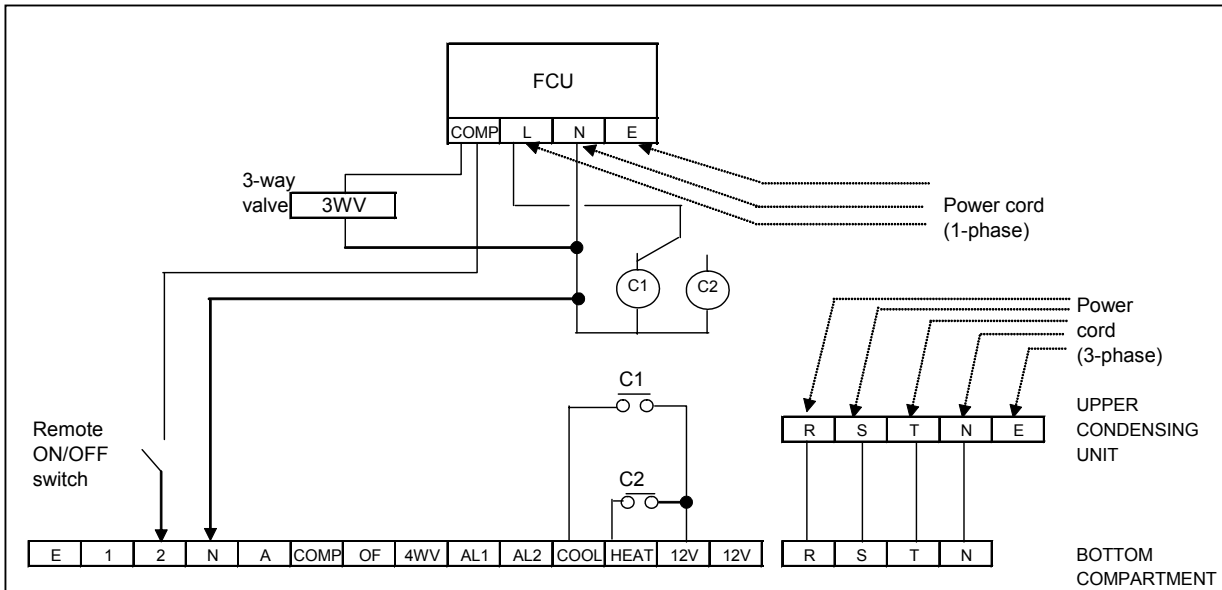 FCU
COMP L N E
3-way
valve
3WV
Power cord
(1-phase)
C1 C2
Power
cord
(3-phase)
C1
R S T N E
UPPER
CONDENSING
UNIT
Remote
ON/OFF
switch
C2
E 1 2 N A COMP OF 4WV AL1 AL2 COOL HEAT 12V 12V
R S T N
BOTTOM
COMPARTMENT